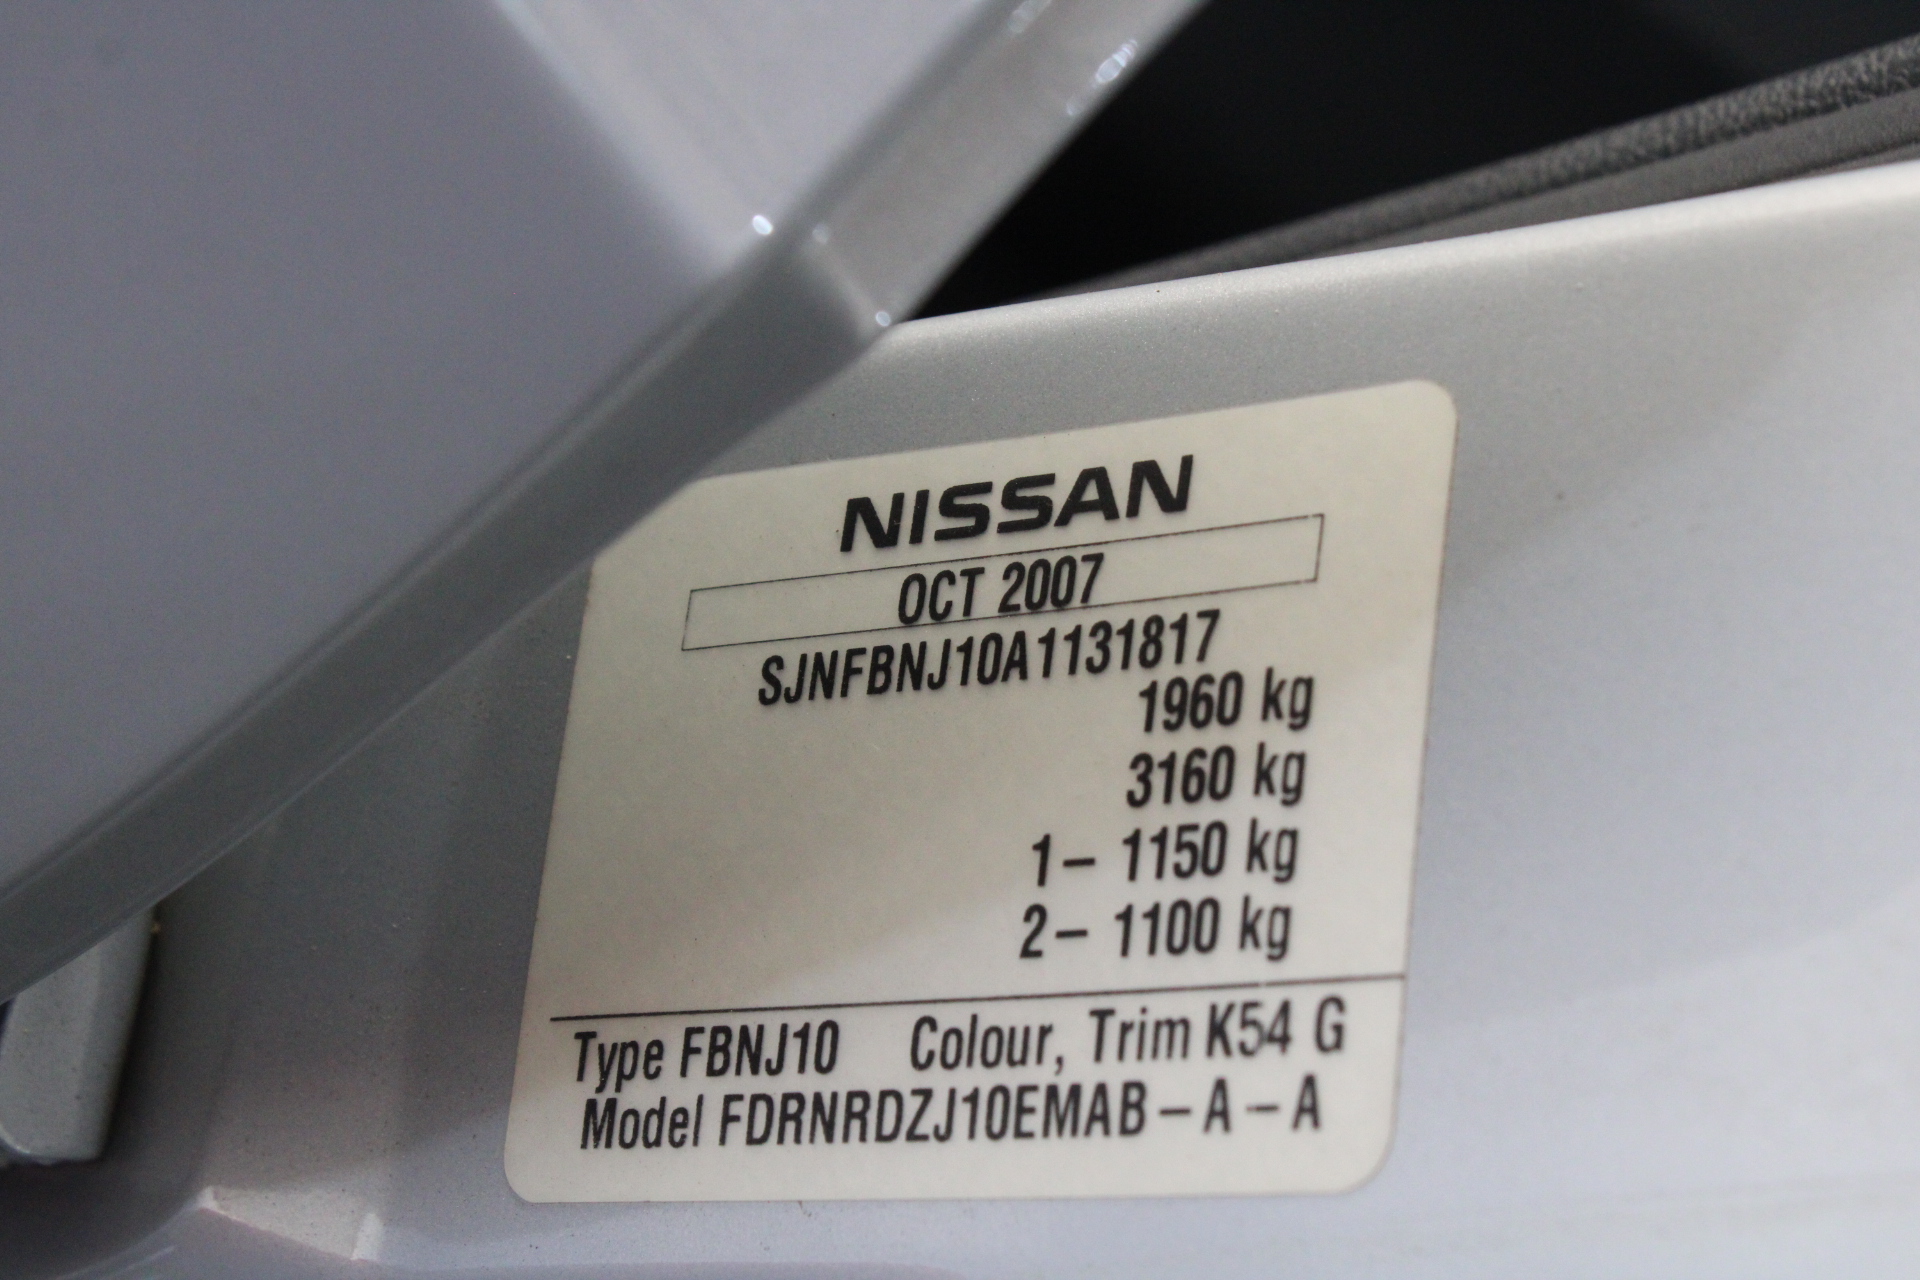 NISSAN
OCT 2007
SJNFBNJ10A1131817
1960 kg
3160 kg
1- 1150 kg
2- 1100 kg
Type FBNJ10 Colour, Trim K54 G
Model FDRNRDZJ10EMAB-A-A